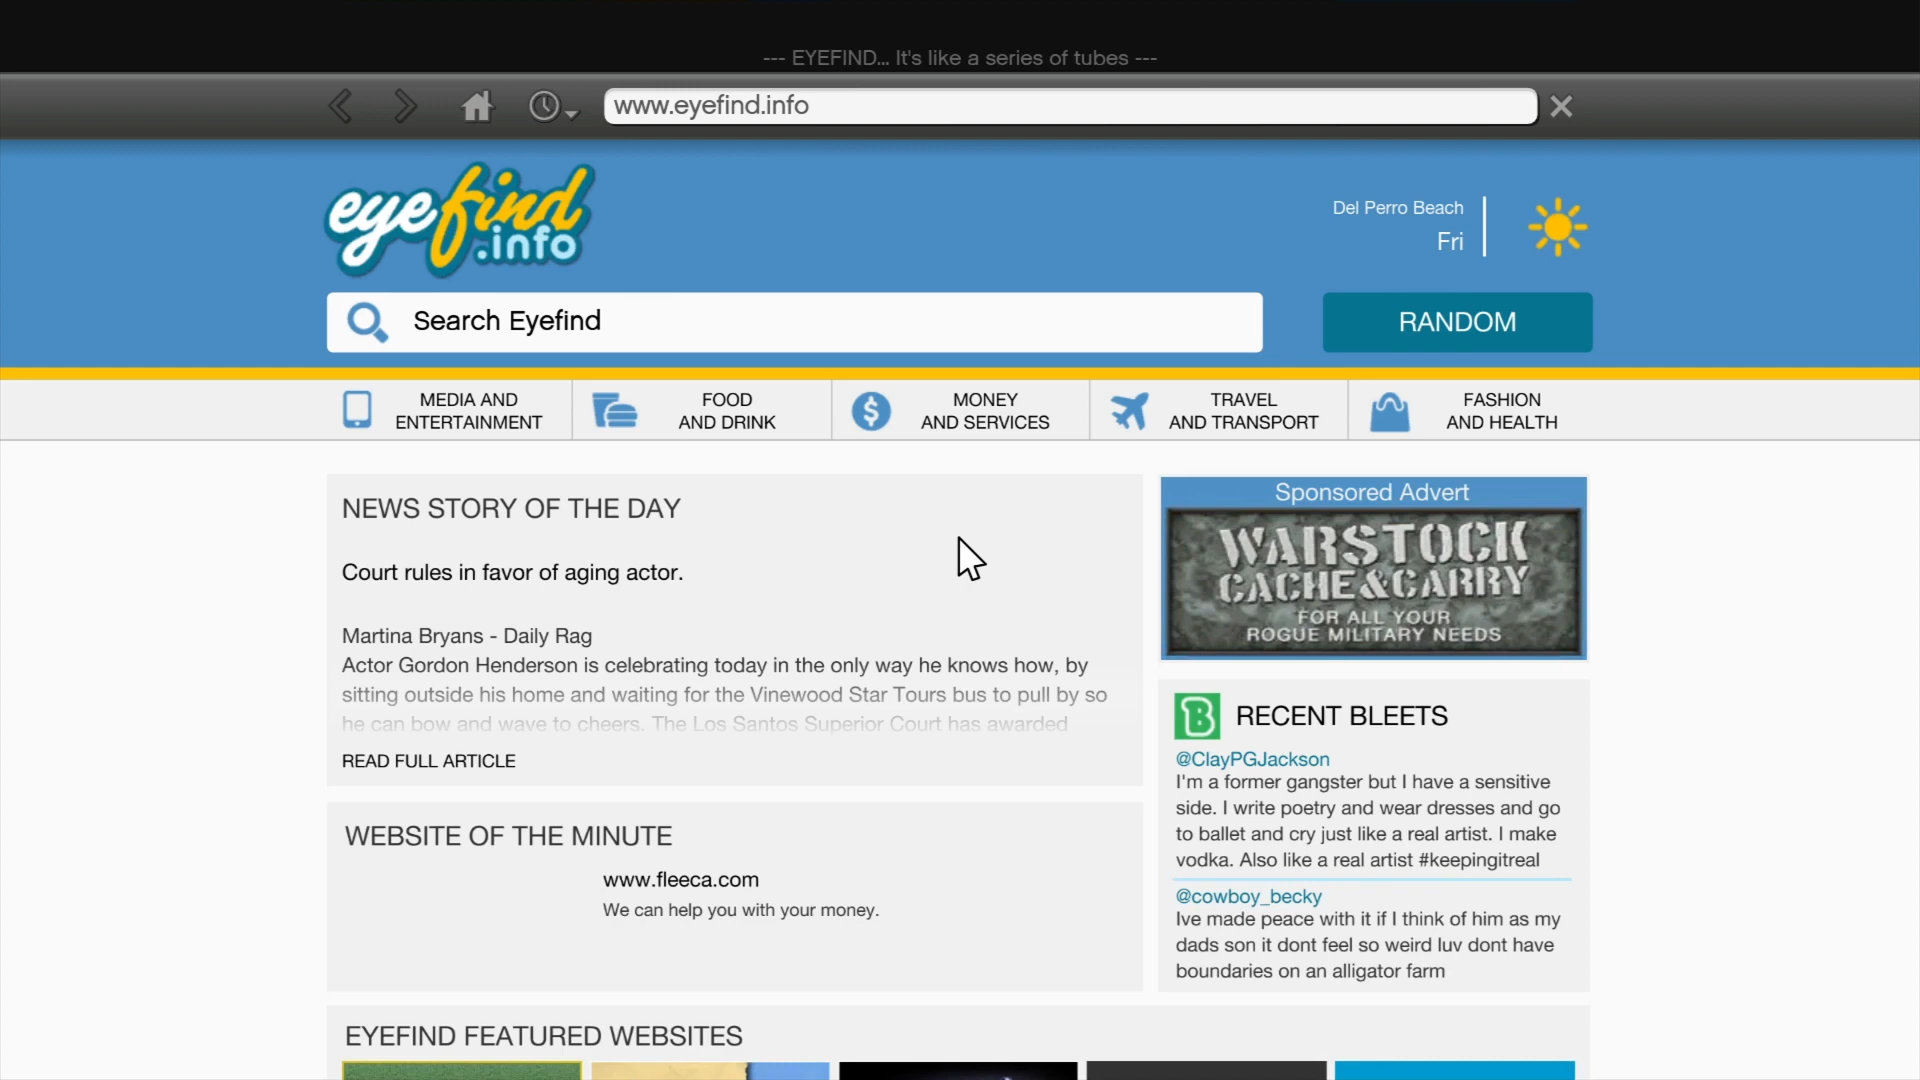 --- EYEFIND... It's like a series of tubes ---
www.eyefind.info
eyefind
.info
Del Perro Beach
Fri
Search Eyefind
RANDOM
MEDIA AND
ENTERTAINMENT
FOOD
AND DRINK
MONEY
AND SERVICES
TRAVEL
AND TRANSPORT
FASHION
AND HEALTH
NEWS STORY OF THE DAY
Court rules in favor of aging actor.
Martina Bryans - Daily Rag
Actor Gordon Henderson is celebrating today in the only way he knows how, by
sitting outside his home and waiting for the Vinewood Star Tours bus to pull by so
he can bow and wave to cheers. The Los Santos Superior Court has awarded
READ FULL ARTICLE
Sponsored Advert
WARSTOCK
CACHE&CARRY
FOR ALL YOUR
ROGUE MILITARY NEEDS
WEBSITE OF THE MINUTE
www.fleeca.com
We can help you with your money.
B RECENT BLEETS
@ClayPGJackson
I'm a former gangster but I have a sensitive
side. I write poetry and wear dresses and go
to ballet and cry just like a real artist. I make
vodka. Also like a real artist #keepingitreal
@cowboy_becky
Ive made peace with it if I think of him as my
dads son it dont feel so weird luv dont have
boundaries on an alligator farm
EYEFIND FEATURED WEBSITES